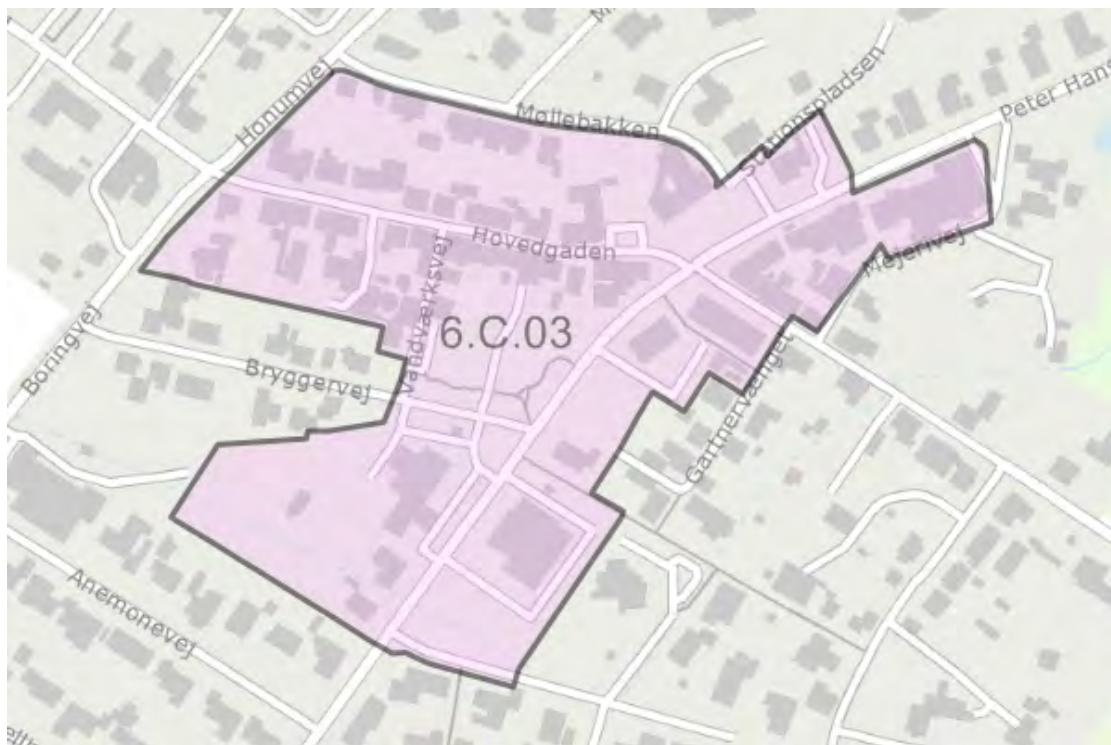 Honumvej
Møllebakken
Stationspladsen
Peter Hans
Hovedgaden
Mejerivej
Vandværksvej
6.C.03
Boringvej
Bryggervej
Gartnervænget
Anemonevej